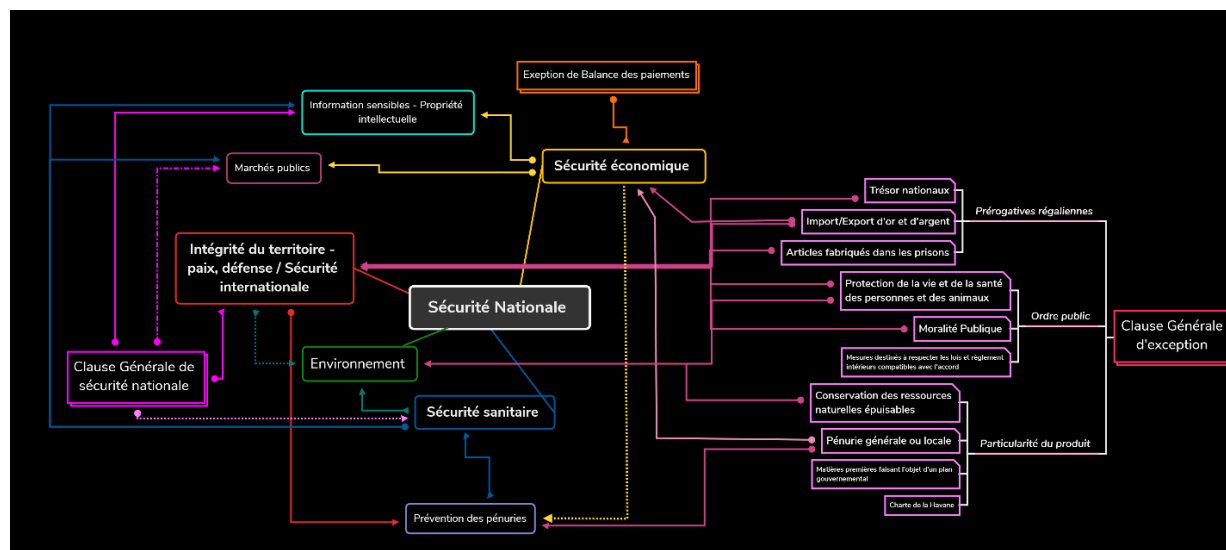 Exeption de Balance des paiements
Information sensibles - Propriété
intellectuelle
Marchés publics
Sécurité économique
Trésor nationaux
Import/Export d'or et d'argent
Articles fabriqués dans les prisons
Prérogatives régaliennes
Intégrité du territoire -
paix, défense / Sécurité
internationale
Sécurité Nationale
Protection de la vie et de la santé
des personnes et des animaux
Moralité Publique
Mesures destinés à respecter les lois et règlement
intérieurs compatibles avec l'accord
Ordre public
Clause Générale
d'exception
Clause Générale de
sécurité nationale
Environnement
Sécurité sanitaire
Conservation des ressources
naturelles épuisables
Pénurie générale ou locale
Matières premières faisant l'objet d'un plan
gouvernemental
Charte de la Havane
Particularité du produit
Prévention des pénuries